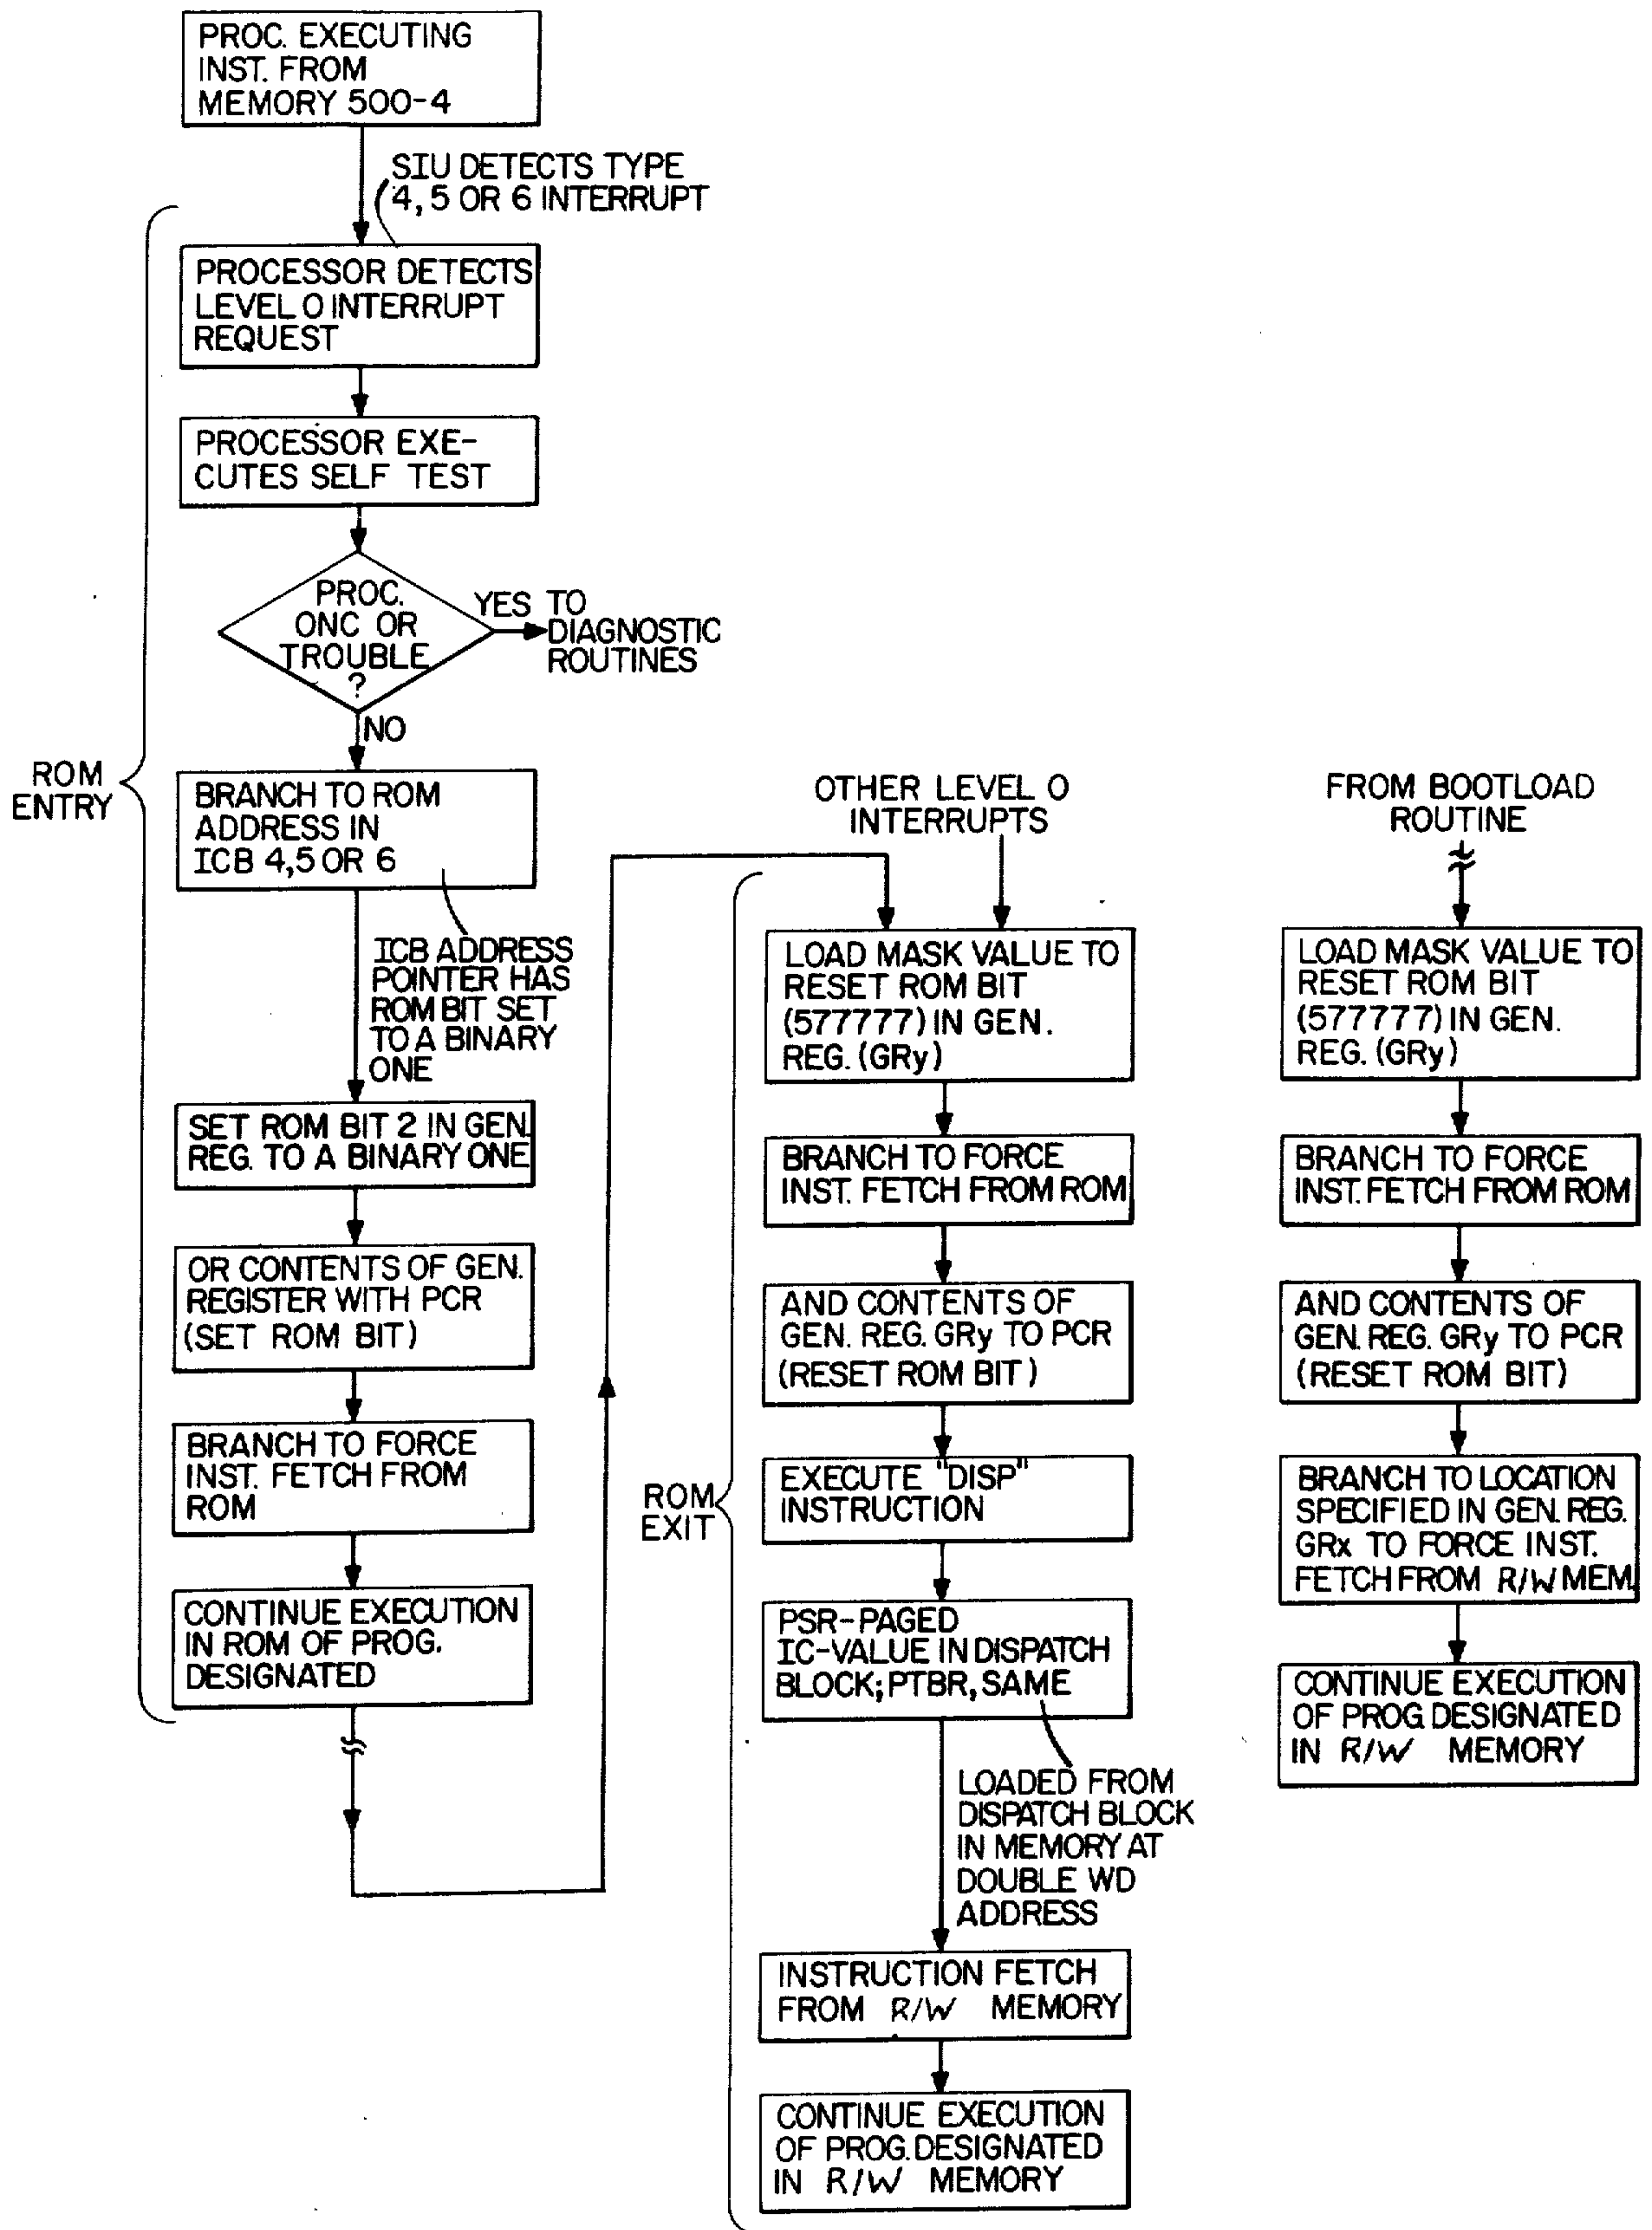 PROC. EXECUTING
INST. FROM
MEMORY 500-4
SIU DETECTS TYPE
4, 5 OR 6 INTERRUPT
PROCESSOR DETECTS
LEVEL 0 INTERRUPT
REQUEST
PROCESSOR EXE-
CUTES SELF TEST
PROC.
ONC OR
TROUBLE
?
YES TO
DIAGNOSTIC
ROUTINES
NO
ROM
ENTRY
BRANCH TO ROM
ADDRESS IN
ICB 4,5 OR 6
ICB ADDRESS
POINTER HAS
ROM BIT SET
TO A BINARY
ONE
SET ROM BIT 2 IN GEN.
REG. TO A BINARY ONE
OR CONTENTS OF GEN.
REGISTER WITH PCR
(SET ROM BIT)
BRANCH TO FORCE
INST. FETCH FROM
ROM
CONTINUE EXECUTION
IN ROM OF PROG.
DESIGNATED
OTHER LEVEL 0
INTERRUPTS
LOAD MASK VALUE TO
RESET ROM BIT
(577777) IN GEN.
REG. (GRy)
BRANCH TO FORCE
INST. FETCH FROM ROM
AND CONTENTS OF
GEN. REG. GRy TO PCR
(RESET ROM BIT)
ROM
EXIT
EXECUTE "DISP"
INSTRUCTION
PSR-PAGED
IC-VALUE IN DISPATCH
BLOCK; PTBR, SAME
LOADED FROM
DISPATCH BLOCK
IN MEMORY AT
DOUBLE WD
ADDRESS
INSTRUCTION FETCH
FROM R/W MEMORY
CONTINUE EXECUTION
OF PROG. DESIGNATED
IN R/W MEMORY
FROM BOOTLOAD
ROUTINE
LOAD MASK VALUE TO
RESET ROM BIT
(577777) IN GEN.
REG. (GRy)
BRANCH TO FORCE
INST. FETCH FROM ROM
AND CONTENTS OF
GEN. REG. GRy TO PCR
(RESET ROM BIT)
BRANCH TO LOCATION
SPECIFIED IN GEN. REG.
GRx TO FORCE INST.
FETCH FROM R/W MEM.
CONTINUE EXECUTION
OF PROG. DESIGNATED
IN R/W MEMORY